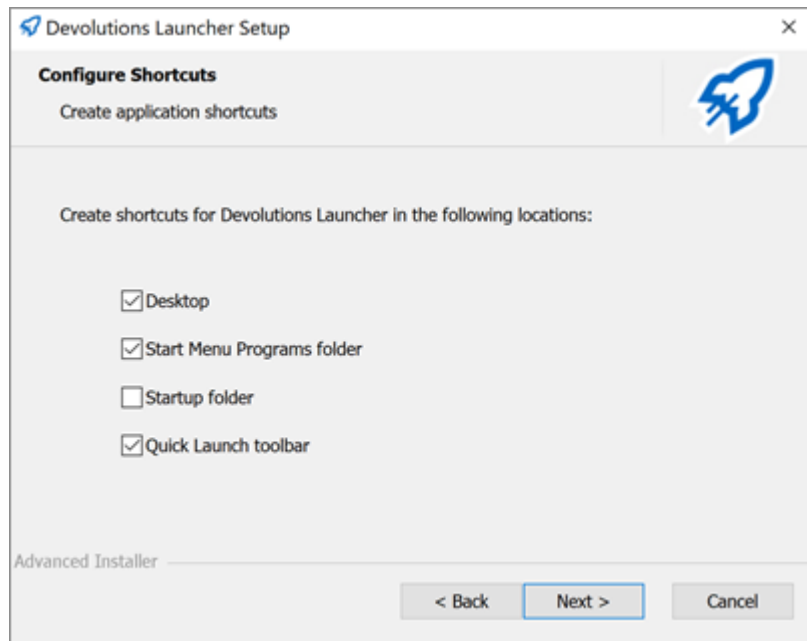 Devolutions Launcher Setup
Configure Shortcuts
Create application shortcuts
Create shortcuts for Devolutions Launcher in the following locations:
Desktop
Start Menu Programs folder
Startup folder
Quick Launch toolbar
Advanced Installer
< Back
Next >
Cancel